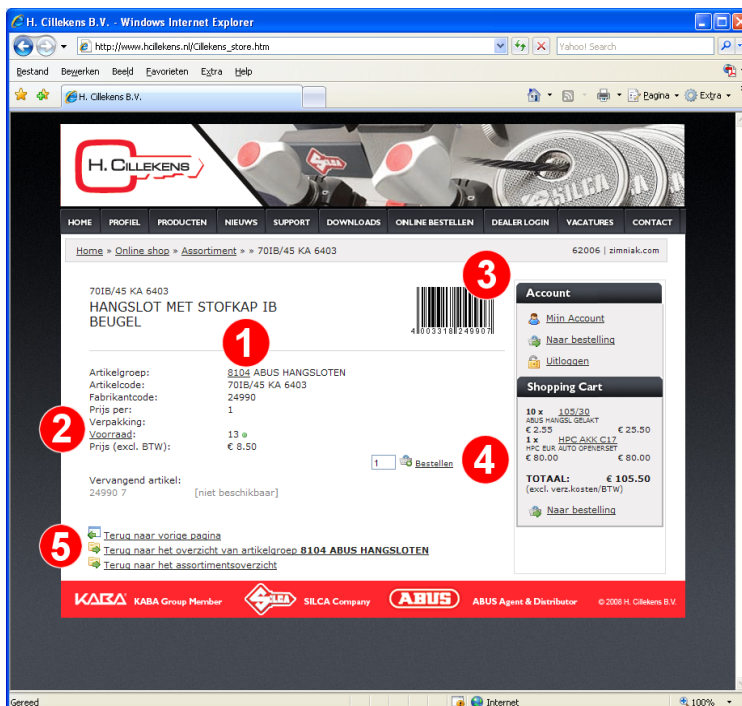 H. Cillekens B.V. - Windows Internet Explorer
http://www.hcillekens.nl/Cillekens_store.htm
Yahoo! Search
Bestand Bewerken Beeld Favorieten Extra Help
H. Cillekens B.V.
Pagina Extra
H. CILLEKENS
SILCA
SILCA
HOME PROFIEL PRODUCTEN NIEUWS SUPPORT DOWNLOADS ONLINE BESTELLEN DEALER LOGIN VACATURES CONTACT
Home » Online shop » Assortiment » » 70IB/45 KA 6403
62006 | zimniak.com
3
70IB/45 KA 6403
HANGSLOT MET STOFKAP IB
BEUGEL
4 003318 249907
1
Artikelgroep: 8104 ABUS HANGSLOTEN
Artikelcode: 70IB/45 KA 6403
Fabrikantcode: 24990
Prijs per: 1
Verpakking:
2
Voorraad: 13
Prijs (excl. BTW): € 8.50
1 Bestellen
4
Vervangend artikel:
24990 7 [niet beschikbaar]
5
Terug naar vorige pagina
Terug naar het overzicht van artikelgroep 8104 ABUS HANGSLOTEN
Terug naar het assortimentsoverzicht
Account
Mijn Account
Naar bestelling
Uitloggen
Shopping Cart
10 x 105/30
ABUS HANGSL GELAKT
€ 2.55 € 25.50
1 x HPC AKK C17
HPC EUR. AUTO OPENERSET
€ 80.00 € 80.00
TOTAAL: € 105.50
(excl. verz.kosten/BTW)
Naar bestelling
KABA KABA Group Member SILCA SILCA Company ABUS ABUS Agent & Distributor © 2008 H. Cillekens B.V.
Gereed
Internet
100%